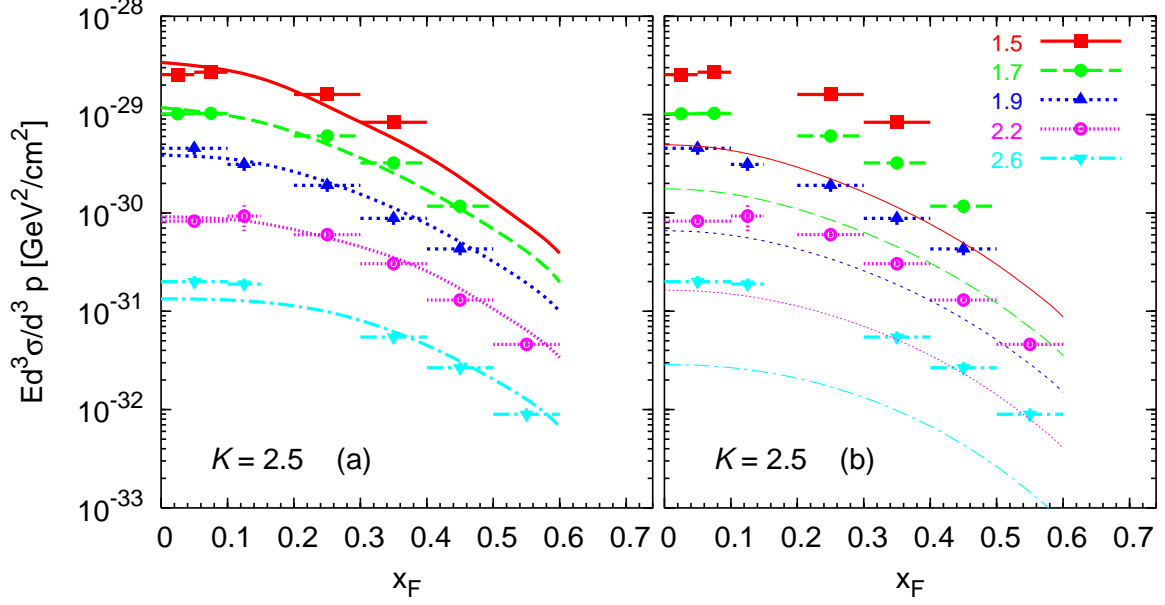 10^-28
10^-29
10^-30
10^-31
10^-32
10^-33
Ed^3 σ/d^3 p [GeV^2/cm^2]
1.5
1.7
1.9
2.2
2.6
K = 2.5 (a)
K = 2.5 (b)
0 0.1 0.2 0.3 0.4 0.5 0.6 0.7
0 0.1 0.2 0.3 0.4 0.5 0.6 0.7
x_F
x_F